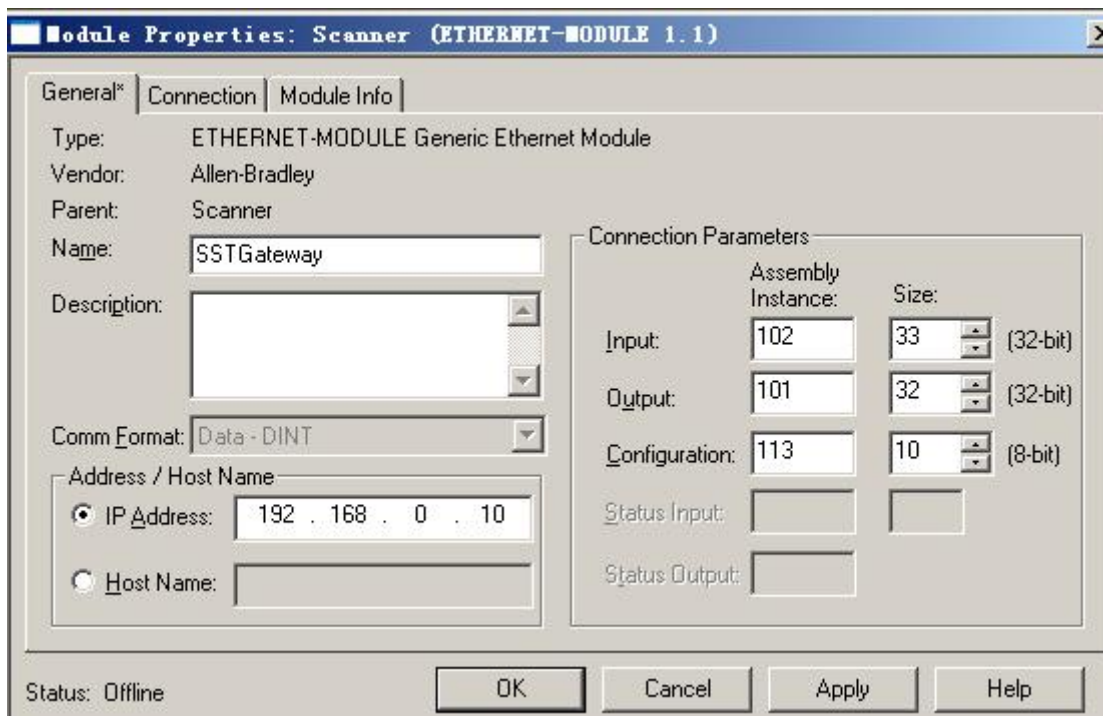 Module Properties: Scanner (ETHERNET-MODULE 1.1)
General* Connection Module Info
Type: ETHERNET-MODULE Generic Ethernet Module
Vendor: Allen-Bradley
Parent: Scanner
Name: SSTGateway
Description:
Comm Format: Data - DINT
Address / Host Name
IP Address: 192 . 168 . 0 . 10
Host Name:
Connection Parameters
Assembly
Instance: Size:
Input: 102 33 (32-bit)
Output: 101 32 (32-bit)
Configuration: 113 10 (8-bit)
Status Input:
Status Output:
Status: Offline OK Cancel Apply Help